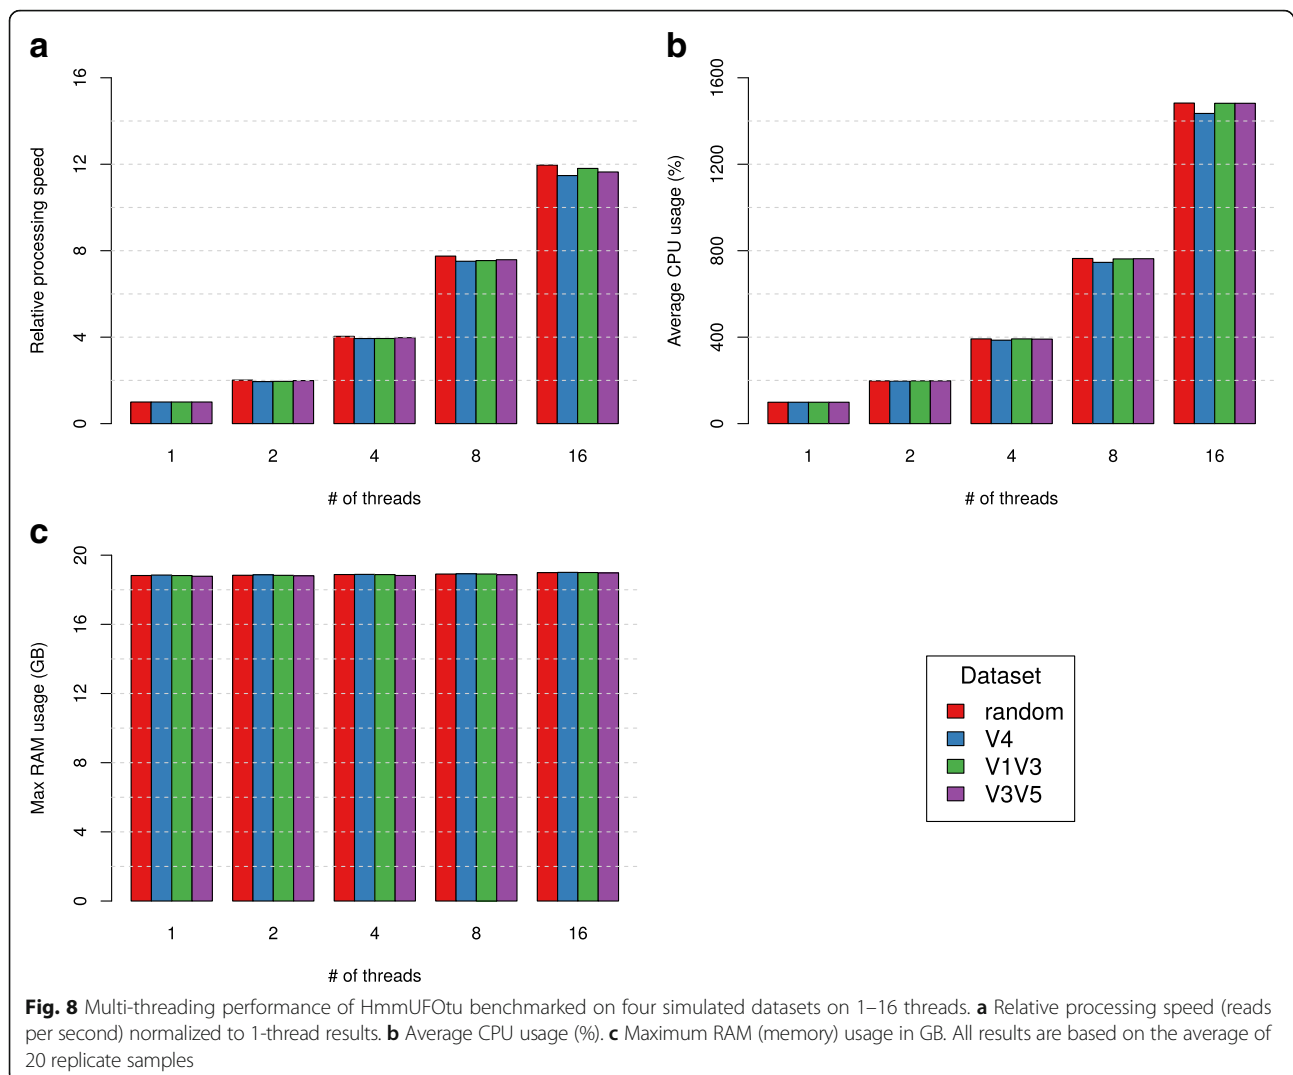 a
16
12
8
4
0
Relative processing speed
1 2 4 8 16
# of threads
b
1600
1200
800
400
0
Average CPU usage (%)
1 2 4 8 16
# of threads
c
20
16
12
8
4
0
Max RAM usage (GB)
1 2 4 8 16
# of threads
Dataset
random
V4
V1V3
V3V5
Fig. 8 Multi-threading performance of HmmUFOtu benchmarked on four simulated datasets on 1–16 threads. a Relative processing speed (reads
per second) normalized to 1-thread results. b Average CPU usage (%). c Maximum RAM (memory) usage in GB. All results are based on the average of
20 replicate samples